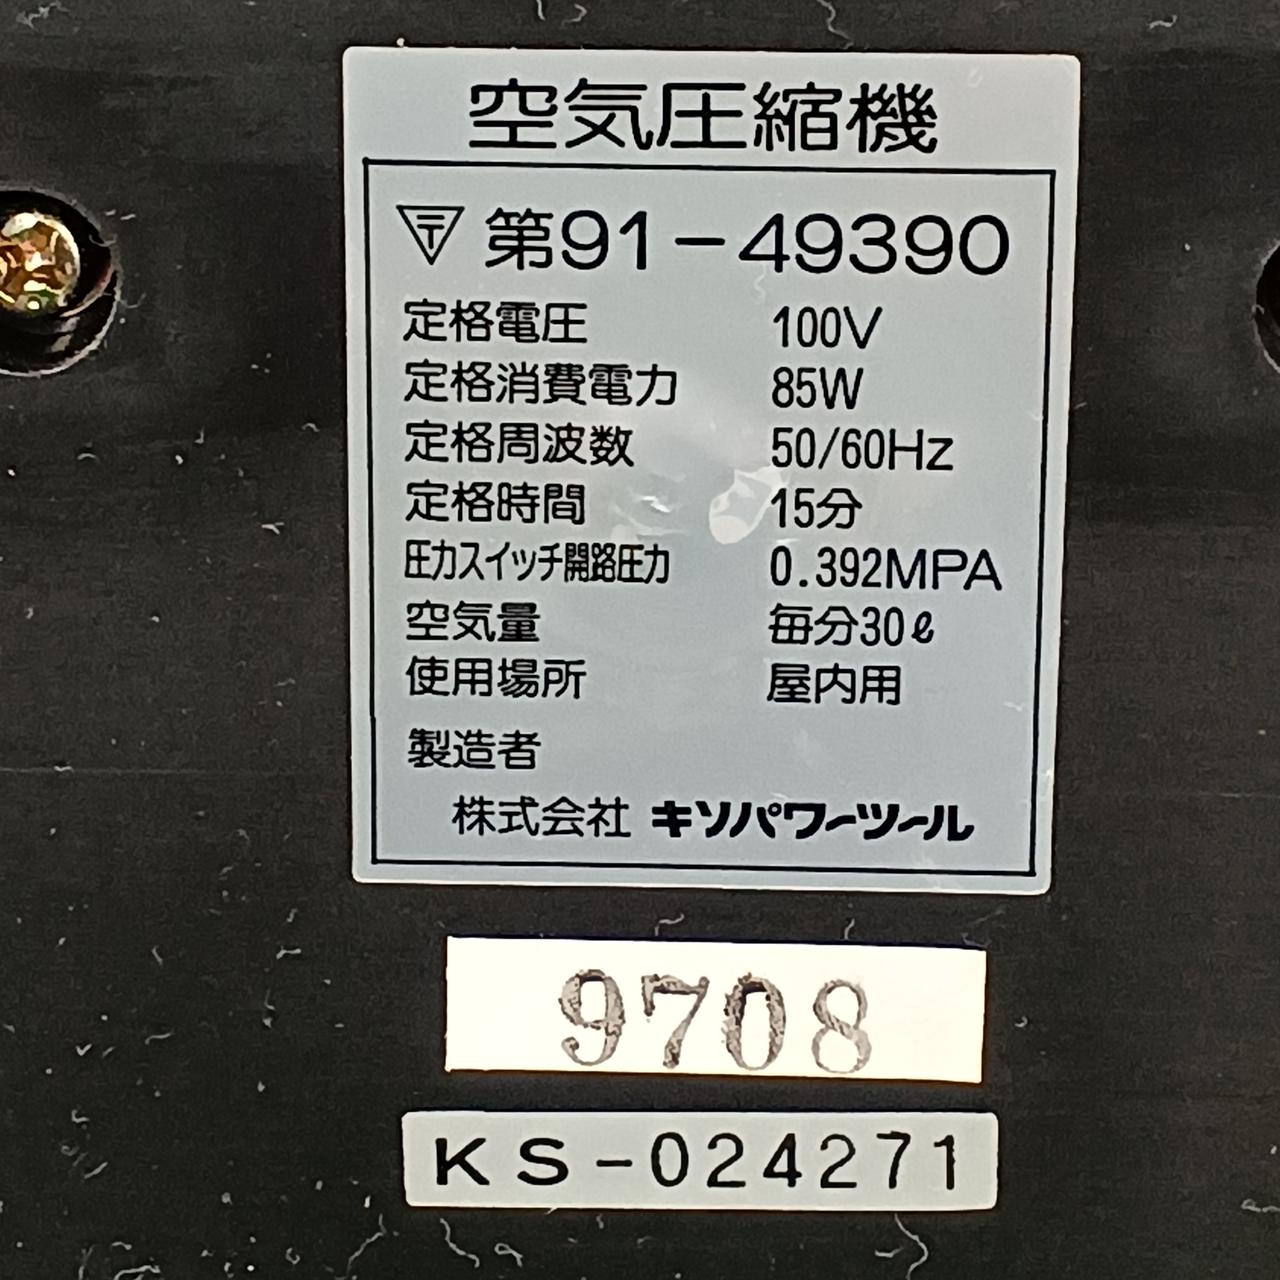 空気圧縮機
〒 第91-49390
定格電圧 100V
定格消費電力 85W
定格周波数 50/60Hz
定格時間 15分
圧力スイッチ開路圧力 0.392MPA
空気量 毎分30ℓ
使用場所 屋内用
製造者
株式会社 キソパワーツール
9708
KS-024271